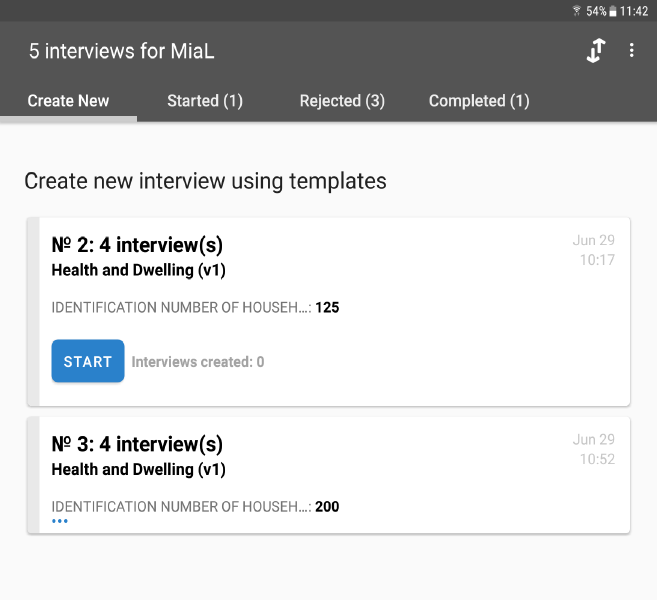 54% 11:42
5 interviews for MiaL
Create New Started (1) Rejected (3) Completed (1)
Create new interview using templates
№ 2: 4 interview(s)
Jun 29
Health and Dwelling (v1)
10:17
IDENTIFICATION NUMBER OF HOUSEH...: 125
START Interviews created: 0
№ 3: 4 interview(s)
Jun 29
Health and Dwelling (v1)
10:52
IDENTIFICATION NUMBER OF HOUSEH...: 200